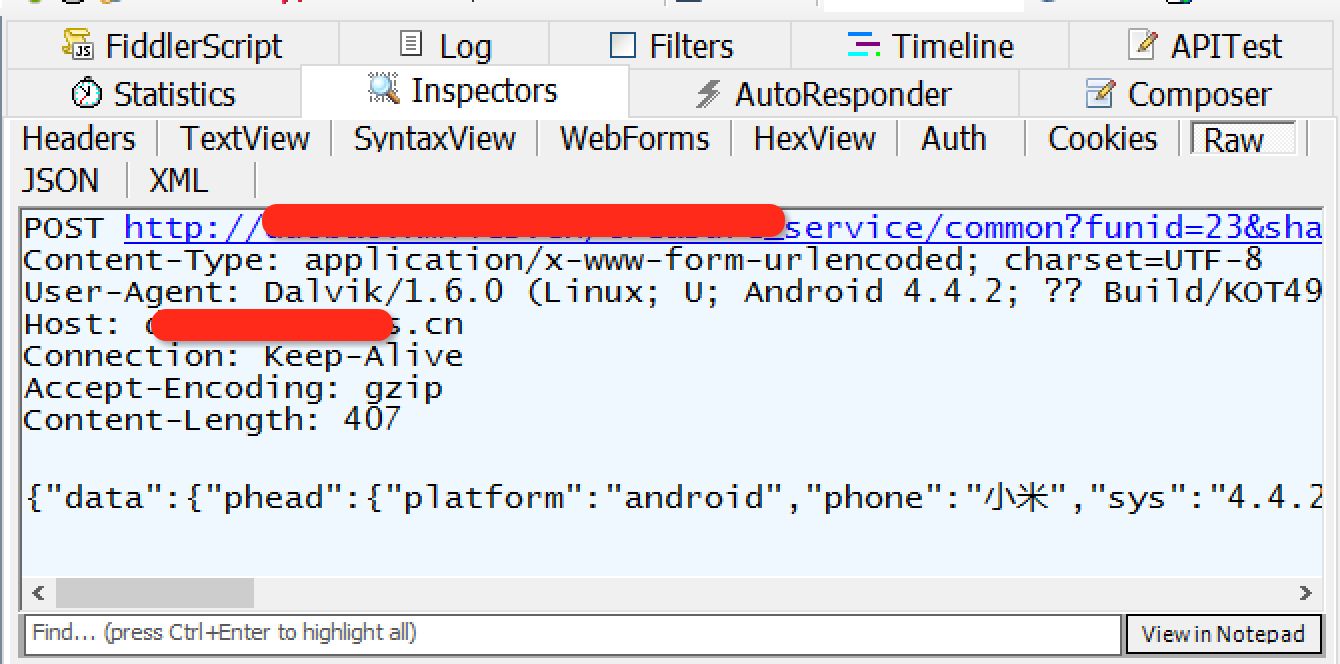 FiddlerScript Log Filters Timeline APITest
Statistics Inspectors AutoResponder Composer
Headers TextView SyntaxView WebForms HexView Auth Cookies Raw
JSON XML
POST http:// _service/common?funid=23&sha
Content-Type: application/x-www-form-urlencoded; charset=UTF-8
User-Agent: Dalvik/1.6.0 (Linux; U; Android 4.4.2; ?? Build/KOT49
Host: s.cn
Connection: Keep-Alive
Accept-Encoding: gzip
Content-Length: 407
{"data":{"phead":{"platform":"android","phone":"小米","sys":"4.4.2
Find... (press Ctrl+Enter to highlight all) View in Notepad